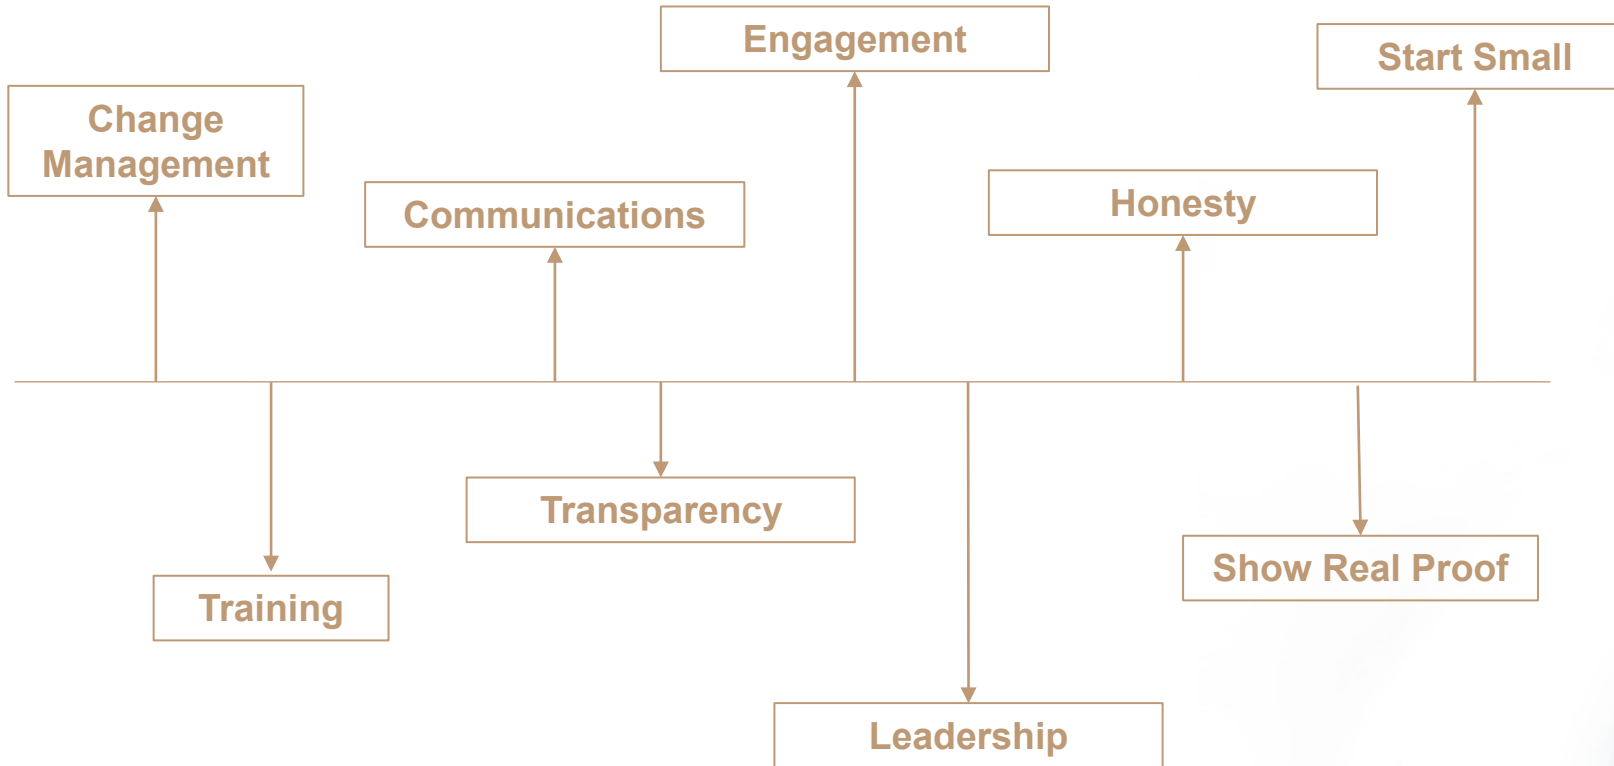 Engagement
Start Small
Change
Management
Communications
Honesty
Transparency
Show Real Proof
Training
Leadership